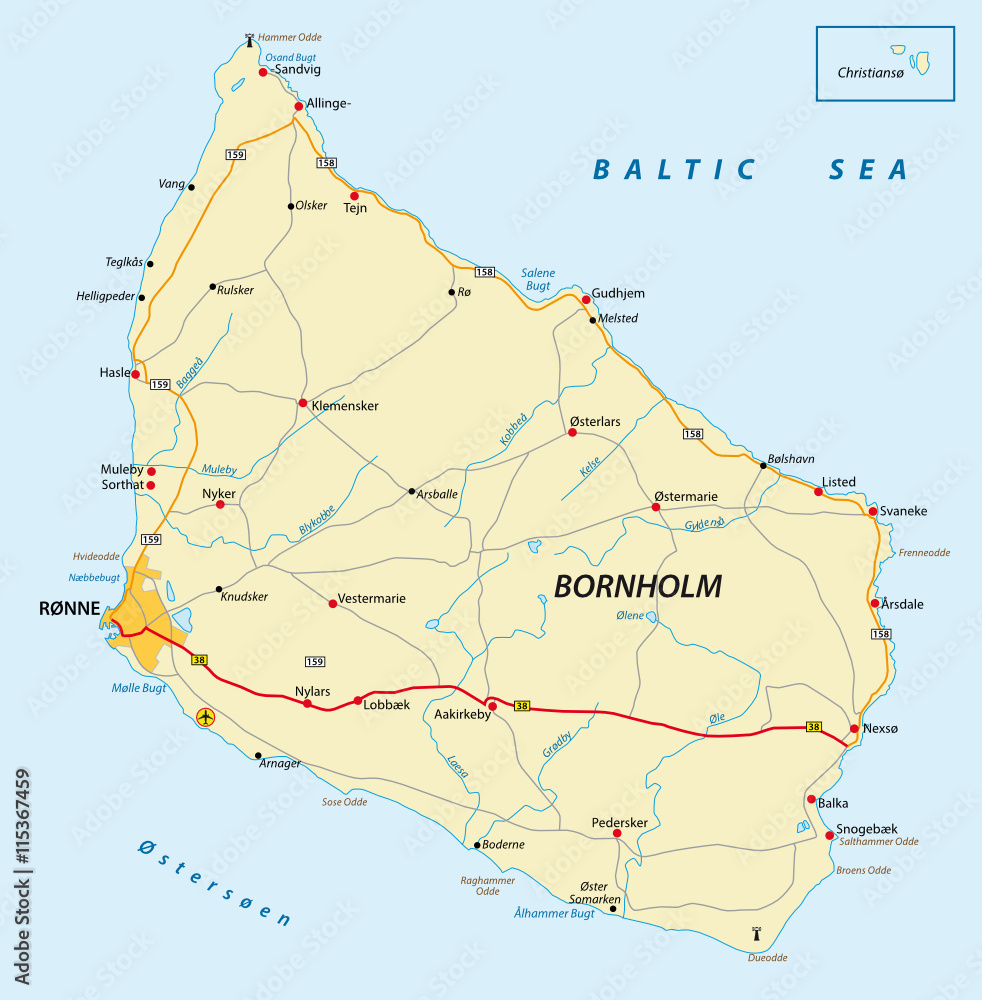 Hammer Odde
Osand Bugt
-Sandvig
Allinge-
Christiansø
BALTIC SEA
159
158
Vang
Olsker
Tejn
Teglkås
Helligpeder
Rulsker
Rø
158
Salene
Bugt
Gudhjem
Melsted
Hasle
159
Baggeå
Klemensker
Kobbeå
Østerlars
158
Kelse
Bølshavn
Muleby
Muleby
Sorthat
Nyker
Arsballe
Listed
Østermarie
Svaneke
Blykobbe
Gyldenså
159
Hvideodde
Næbbebugt
Frenneodde
BORNHOLM
RØNNE
Knudsker
Vestermarie
Ølene
Årsdale
158
38
159
Mølle Bugt
Nylars
Lobbæk
Aakirkeby
38
Øle
38
Nexsø
Grødby
Laesa
Arnager
Sose Odde
Balka
Pedersker
Snogebæk
Salthammer Odde
Boderne
Broens Odde
Raghammer
Odde
Øster
Somarken
Ålhammer Bugt
Østersøen
Dueodde
Adobe Stock | #115367459
Adobe Stock